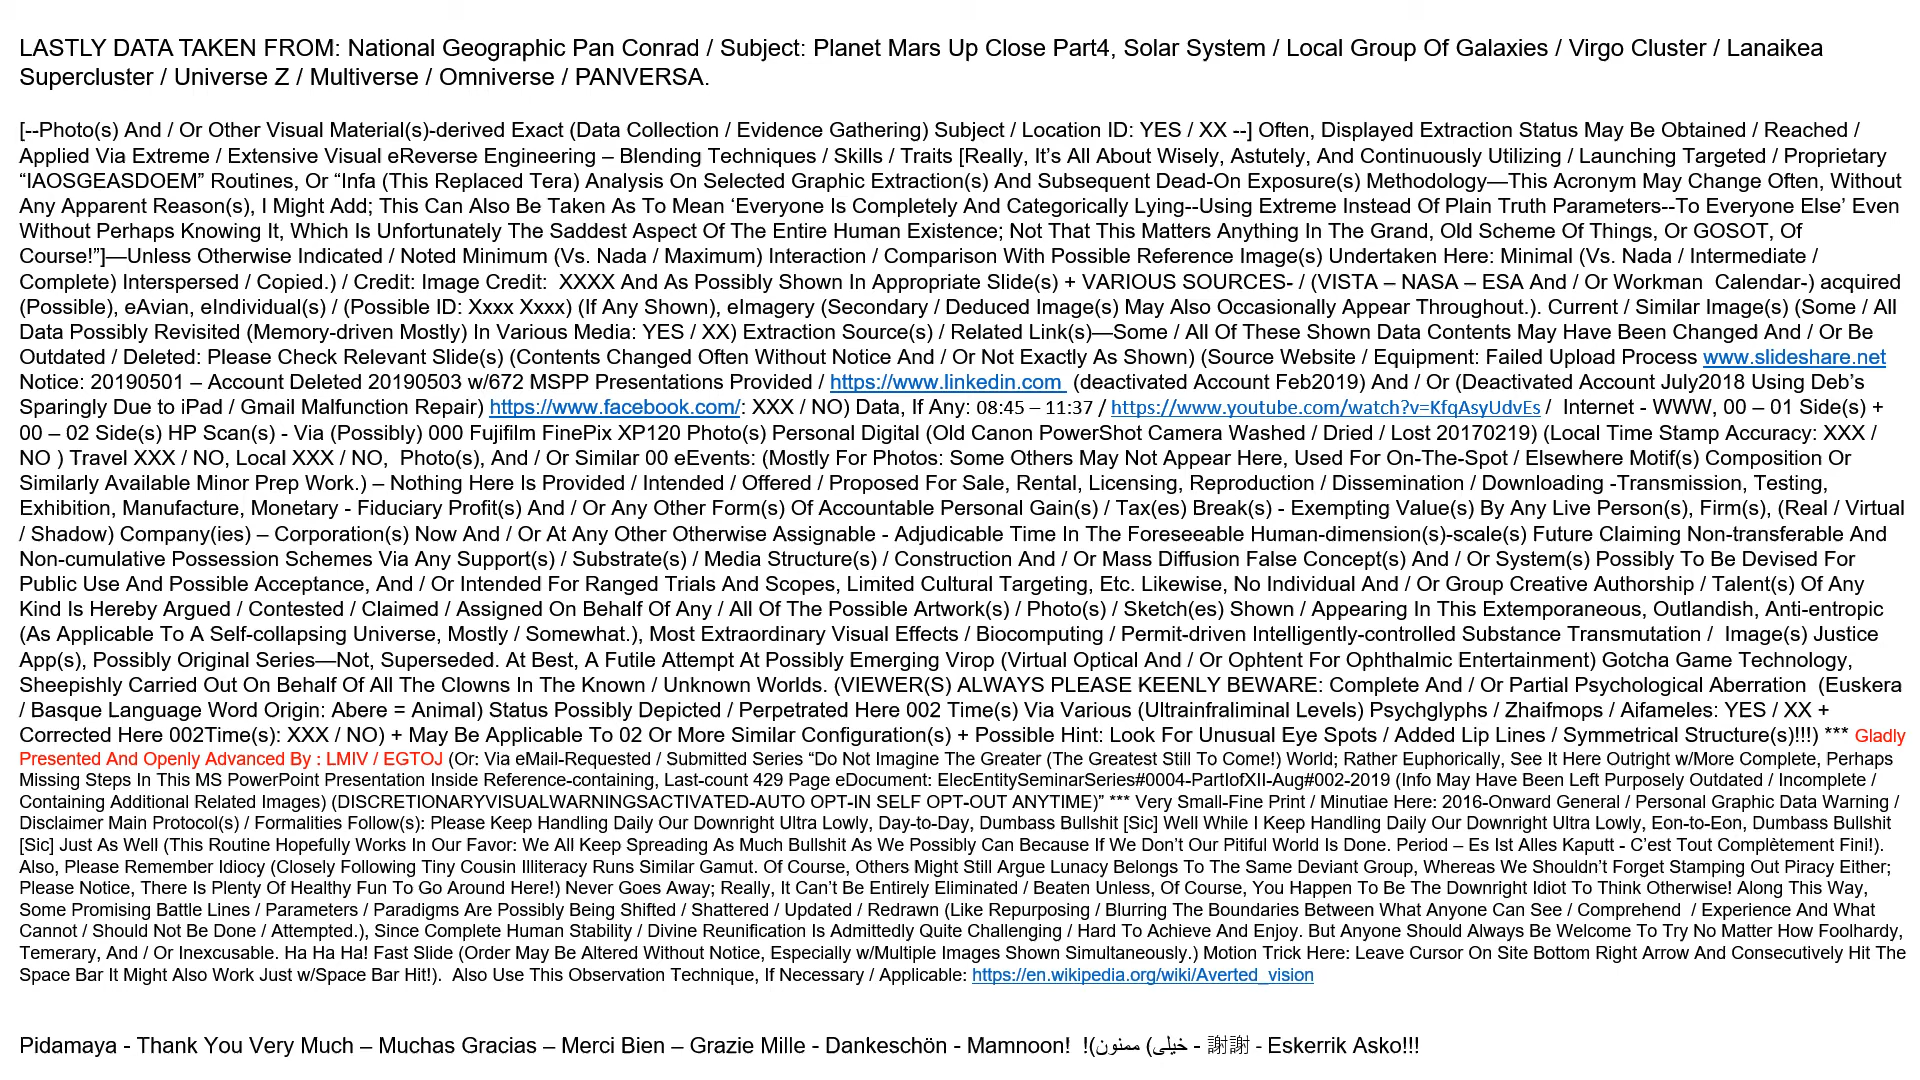 LASTLY DATA TAKEN FROM: National Geographic Pan Conrad / Subject: Planet Mars Up Close Part4, Solar System / Local Group Of Galaxies / Virgo Cluster / Lanaikea
Supercluster / Universe Z / Multiverse / Omniverse / PANVERSA.
[--Photo(s) And / Or Other Visual Material(s)-derived Exact (Data Collection / Evidence Gathering) Subject / Location ID: YES / XX --] Often, Displayed Extraction Status May Be Obtained / Reached /
Applied Via Extreme / Extensive Visual eReverse Engineering – Blending Techniques / Skills / Traits [Really, It’s All About Wisely, Astutely, And Continuously Utilizing / Launching Targeted / Proprietary
“IAOSGEASDOEM” Routines, Or “Infa (This Replaced Tera) Analysis On Selected Graphic Extraction(s) And Subsequent Dead-On Exposure(s) Methodology—This Acronym May Change Often, Without
Any Apparent Reason(s), I Might Add; This Can Also Be Taken As To Mean ‘Everyone Is Completely And Categorically Lying--Using Extreme Instead Of Plain Truth Parameters--To Everyone Else’ Even
Without Perhaps Knowing It, Which Is Unfortunately The Saddest Aspect Of The Entire Human Existence; Not That This Matters Anything In The Grand, Old Scheme Of Things, Or GOSOT, Of
Course!”]—Unless Otherwise Indicated / Noted Minimum (Vs. Nada / Maximum) Interaction / Comparison With Possible Reference Image(s) Undertaken Here: Minimal (Vs. Nada / Intermediate /
Complete) Interspersed / Copied.) / Credit: Image Credit:  XXXX And As Possibly Shown In Appropriate Slide(s) + VARIOUS SOURCES- / (VISTA – NASA – ESA And / Or Workman  Calendar-) acquired
(Possible), eAvian, eIndividual(s) / (Possible ID: Xxxx Xxxx) (If Any Shown), eImagery (Secondary / Deduced Image(s) May Also Occasionally Appear Throughout.). Current / Similar Image(s) (Some / All
Data Possibly Revisited (Memory-driven Mostly) In Various Media: YES / XX) Extraction Source(s) / Related Link(s)—Some / All Of These Shown Data Contents May Have Been Changed And / Or Be
Outdated / Deleted: Please Check Relevant Slide(s) (Contents Changed Often Without Notice And / Or Not Exactly As Shown) (Source Website / Equipment: Failed Upload Process www.slideshare.net
Notice: 20190501 – Account Deleted 20190503 w/672 MSPP Presentations Provided / https://www.linkedin.com  (deactivated Account Feb2019) And / Or (Deactivated Account July2018 Using Deb’s
Sparingly Due to iPad / Gmail Malfunction Repair) https://www.facebook.com/: XXX / NO) Data, If Any: 08:45 – 11:37 / https://www.youtube.com/watch?v=KfqAsyUdvEs /  Internet - WWW, 00 – 01 Side(s) +
00 – 02 Side(s) HP Scan(s) - Via (Possibly) 000 Fujifilm FinePix XP120 Photo(s) Personal Digital (Old Canon PowerShot Camera Washed / Dried / Lost 20170219) (Local Time Stamp Accuracy: XXX /
NO ) Travel XXX / NO, Local XXX / NO,  Photo(s), And / Or Similar 00 eEvents: (Mostly For Photos: Some Others May Not Appear Here, Used For On-The-Spot / Elsewhere Motif(s) Composition Or
Similarly Available Minor Prep Work.) – Nothing Here Is Provided / Intended / Offered / Proposed For Sale, Rental, Licensing, Reproduction / Dissemination / Downloading -Transmission, Testing,
Exhibition, Manufacture, Monetary - Fiduciary Profit(s) And / Or Any Other Form(s) Of Accountable Personal Gain(s) / Tax(es) Break(s) - Exempting Value(s) By Any Live Person(s), Firm(s), (Real / Virtual
/ Shadow) Company(ies) – Corporation(s) Now And / Or At Any Other Otherwise Assignable - Adjudicable Time In The Foreseeable Human-dimension(s)-scale(s) Future Claiming Non-transferable And
Non-cumulative Possession Schemes Via Any Support(s) / Substrate(s) / Media Structure(s) / Construction And / Or Mass Diffusion False Concept(s) And / Or System(s) Possibly To Be Devised For
Public Use And Possible Acceptance, And / Or Intended For Ranged Trials And Scopes, Limited Cultural Targeting, Etc. Likewise, No Individual And / Or Group Creative Authorship / Talent(s) Of Any
Kind Is Hereby Argued / Contested / Claimed / Assigned On Behalf Of Any / All Of The Possible Artwork(s) / Photo(s) / Sketch(es) Shown / Appearing In This Extemporaneous, Outlandish, Anti-entropic
(As Applicable To A Self-collapsing Universe, Mostly / Somewhat.), Most Extraordinary Visual Effects / Biocomputing / Permit-driven Intelligently-controlled Substance Transmutation /  Image(s) Justice
App(s), Possibly Original Series—Not, Superseded. At Best, A Futile Attempt At Possibly Emerging Virop (Virtual Optical And / Or Ophtent For Ophthalmic Entertainment) Gotcha Game Technology,
Sheepishly Carried Out On Behalf Of All The Clowns In The Known / Unknown Worlds. (VIEWER(S) ALWAYS PLEASE KEENLY BEWARE: Complete And / Or Partial Psychological Aberration  (Euskera
/ Basque Language Word Origin: Abere = Animal) Status Possibly Depicted / Perpetrated Here 002 Time(s) Via Various (Ultrainfraliminal Levels) Psychglyphs / Zhaifmops / Aifameles: YES / XX +
Corrected Here 002Time(s): XXX / NO) + May Be Applicable To 02 Or More Similar Configuration(s) + Possible Hint: Look For Unusual Eye Spots / Added Lip Lines / Symmetrical Structure(s)!!!) *** Gladly
Presented And Openly Advanced By : LMIV / EGTOJ (Or: Via eMail-Requested / Submitted Series “Do Not Imagine The Greater (The Greatest Still To Come!) World; Rather Euphorically, See It Here Outright w/More Complete, Perhaps
Missing Steps In This MS PowerPoint Presentation Inside Reference-containing, Last-count 429 Page eDocument: ElecEntitySeminarSeries#0004-PartIofXII-Aug#002-2019 (Info May Have Been Left Purposely Outdated / Incomplete /
Containing Additional Related Images) (DISCRETIONARYVISUALWARNINGSACTIVATED-AUTO OPT-IN SELF OPT-OUT ANYTIME)” *** Very Small-Fine Print / Minutiae Here: 2016-Onward General / Personal Graphic Data Warning /
Disclaimer Main Protocol(s) / Formalities Follow(s): Please Keep Handling Daily Our Downright Ultra Lowly, Day-to-Day, Dumbass Bullshit [Sic] Well While I Keep Handling Daily Our Downright Ultra Lowly, Eon-to-Eon, Dumbass Bullshit
[Sic] Just As Well (This Routine Hopefully Works In Our Favor: We All Keep Spreading As Much Bullshit As We Possibly Can Because If We Don’t Our Pitiful World Is Done. Period – Es Ist Alles Kaputt - C’est Tout Complètement Fini!).
Also, Please Remember Idiocy (Closely Following Tiny Cousin Illiteracy Runs Similar Gamut. Of Course, Others Might Still Argue Lunacy Belongs To The Same Deviant Group, Whereas We Shouldn’t Forget Stamping Out Piracy Either;
Please Notice, There Is Plenty Of Healthy Fun To Go Around Here!) Never Goes Away; Really, It Can’t Be Entirely Eliminated / Beaten Unless, Of Course, You Happen To Be The Downright Idiot To Think Otherwise! Along This Way,
Some Promising Battle Lines / Parameters / Paradigms Are Possibly Being Shifted / Shattered / Updated / Redrawn (Like Repurposing / Blurring The Boundaries Between What Anyone Can See / Comprehend  / Experience And What
Cannot / Should Not Be Done / Attempted.), Since Complete Human Stability / Divine Reunification Is Admittedly Quite Challenging / Hard To Achieve And Enjoy. But Anyone Should Always Be Welcome To Try No Matter How Foolhardy,
Temerary, And / Or Inexcusable. Ha Ha Ha! Fast Slide (Order May Be Altered Without Notice, Especially w/Multiple Images Shown Simultaneously.) Motion Trick Here: Leave Cursor On Site Bottom Right Arrow And Consecutively Hit The
Space Bar It Might Also Work Just w/Space Bar Hit!).  Also Use This Observation Technique, If Necessary / Applicable: https://en.wikipedia.org/wiki/Averted_vision
Pidamaya - Thank You Very Much – Muchas Gracias – Merci Bien – Grazie Mille - Dankeschön - Mamnoon!  !(خیلی) ممنون - 謝謝 - Eskerrik Asko!!!